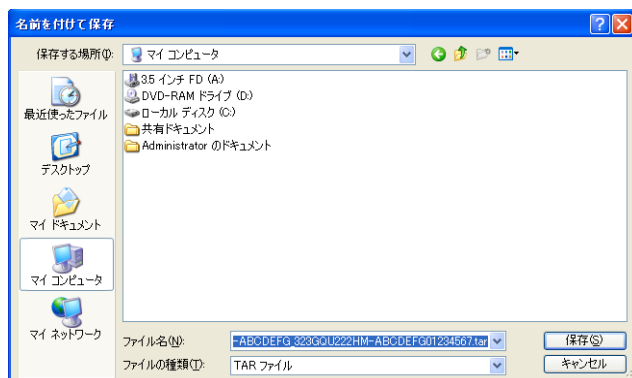 名前を付けて保存
保存する場所(I):
マイ コンピュータ
3.5 インチ FD (A:)
DVD-RAM ドライブ (D:)
ローカル ディスク (C:)
共有ドキュメント
Administrator のドキュメント
最近使ったファイル
デスクトップ
マイ ドキュメント
マイ コンピュータ
マイ ネットワーク
ファイル名(N):
-ABCDEFG_323GQU222HM-ABCDEFG01234567.tar
保存(S)
ファイルの種類(T):
TAR ファイル
キャンセル